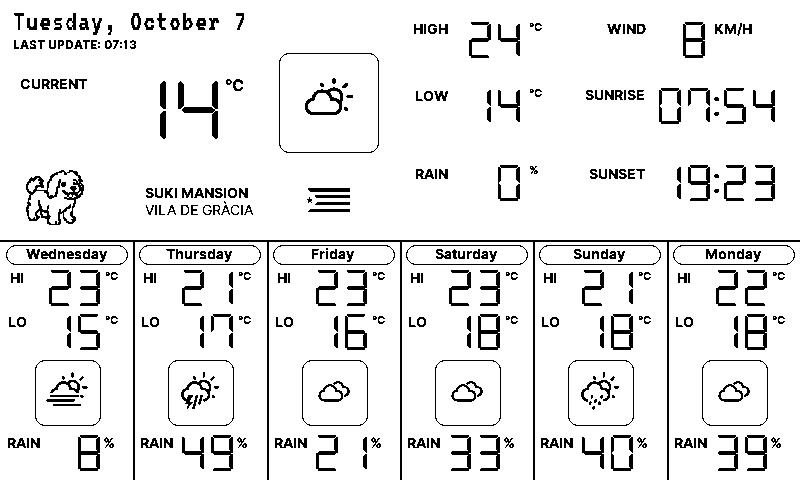 Tuesday, October 7
LAST UPDATE: 07:13
CURRENT 14 °C
HIGH 24 °C
WIND 8 KM/H
LOW 14 °C
SUNRISE 07:54
RAIN 0 %
SUNSET 19:23
SUKI MANSION
VILA DE GRÀCIA
Wednesday
HI 23 °C
LO 15 °C
RAIN 8 %
Thursday
HI 21 °C
LO 17 °C
RAIN 49 %
Friday
HI 23 °C
LO 16 °C
RAIN 21 %
Saturday
HI 23 °C
LO 18 °C
RAIN 33 %
Sunday
HI 21 °C
LO 18 °C
RAIN 40 %
Monday
HI 22 °C
LO 18 °C
RAIN 39 %